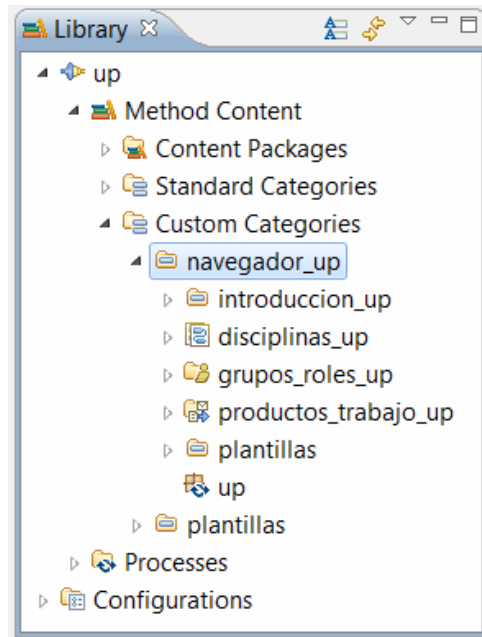 Library
up
Method Content
Content Packages
Standard Categories
Custom Categories
navegador_up
introduccion_up
disciplinas_up
grupos_roles_up
productos_trabajo_up
plantillas
up
plantillas
Processes
Configurations